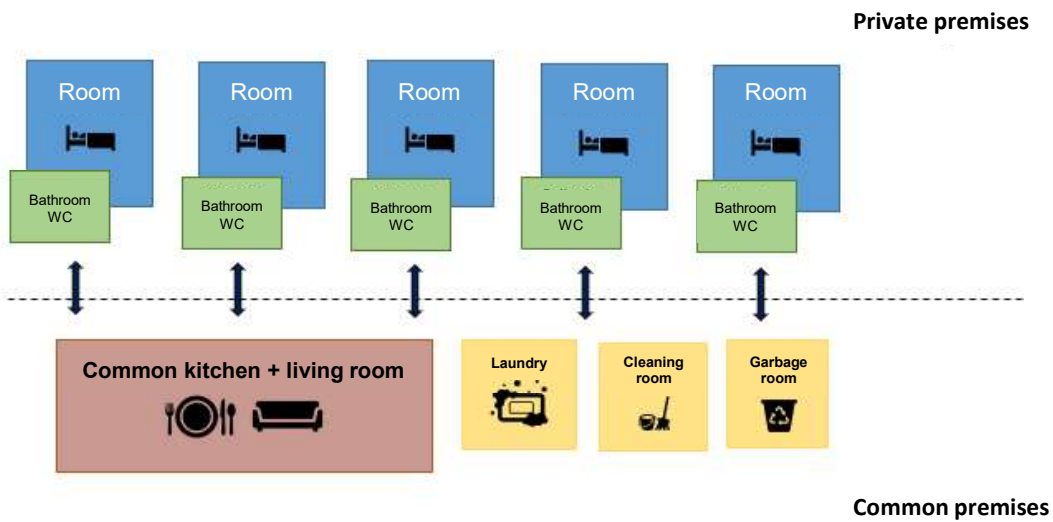 Private premises
Room
Room
Room
Room
Room
Bathroom
WC
Bathroom
WC
Bathroom
WC
Bathroom
WC
Bathroom
WC
Common kitchen + living room
Laundry
Cleaning
room
Garbage
room
Common premises